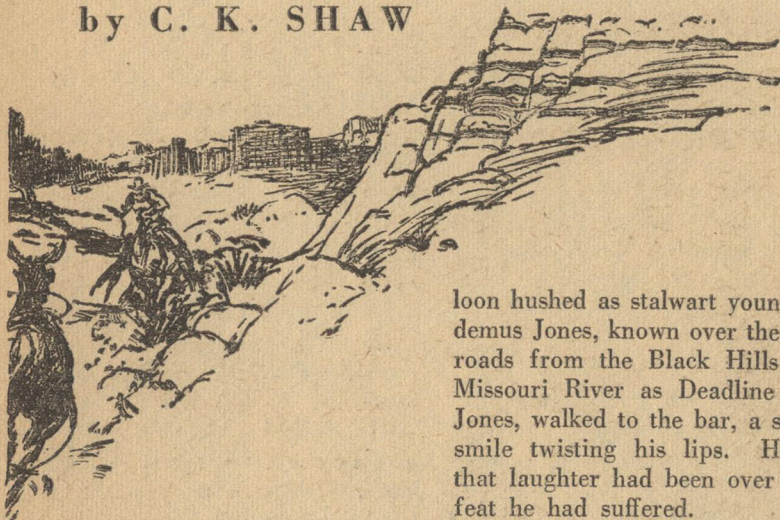 by C. K. SHAW
loon hushed as stalwart youn
demus Jones, known over the
roads from the Black Hills
Missouri River as Deadline
Jones, walked to the bar, a s
smile twisting his lips. H
that laughter had been over
feat he had suffered.